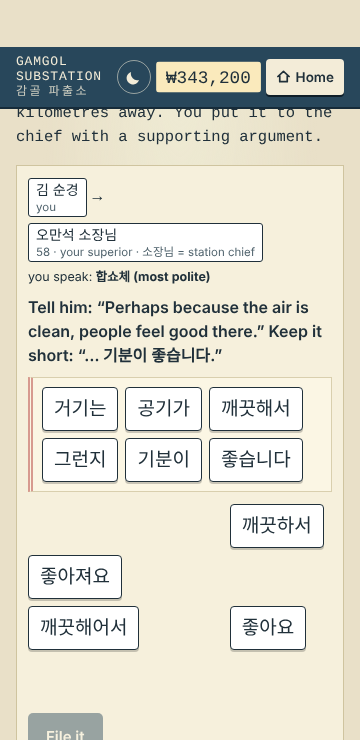 GAMGOL
SUBSTATION
감골 파출소
₩343,200
Home
kilometres away. You put it to the
chief with a supporting argument.
김 순경
you
→
오만석 소장님
58 · your superior · 소장님 = station chief
you speak: 합쇼체 (most polite)
Tell him: “Perhaps because the air is
clean, people feel good there.” Keep it
short: “… 기분이 좋습니다.”
거기는 공기가 깨끗해서
그런지 기분이 좋습니다
깨끗하서
좋아져요
깨끗해어서 좋아요
File it